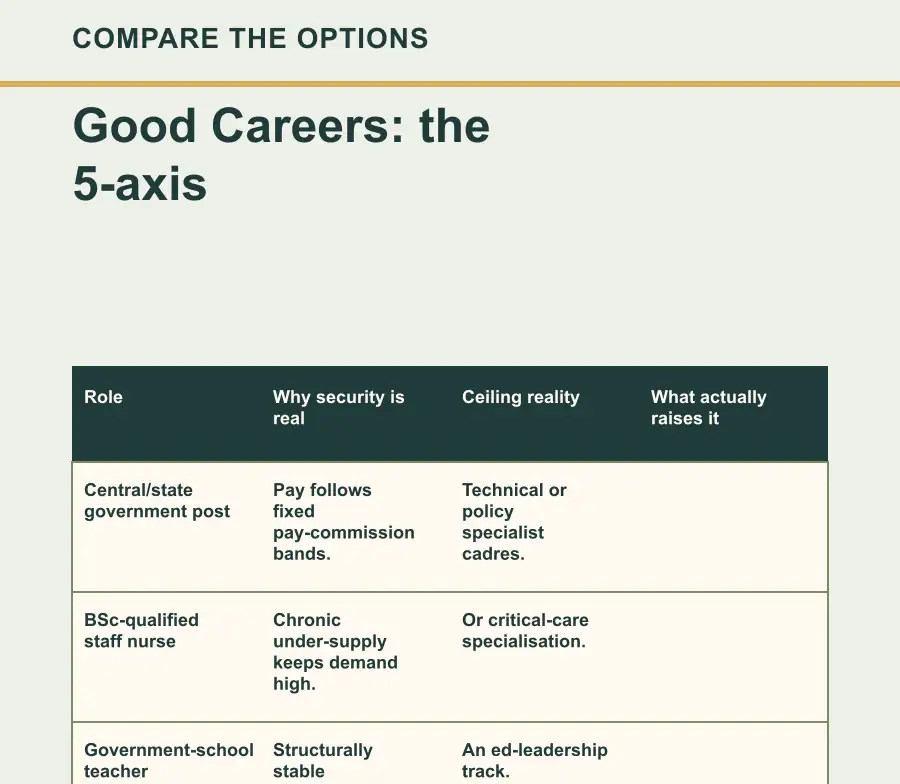 COMPARE THE OPTIONS
Good Careers: the
5-axis
Role
Why security is
real
Ceiling reality
What actually
raises it
Central/state
government post
Pay follows
fixed
pay-commission
bands.
Technical or
policy
specialist
cadres.
BSc-qualified
staff nurse
Chronic
under-supply
keeps demand
high.
Or critical-care
specialisation.
Government-school
teacher
Structurally
stable
An ed-leadership
track.